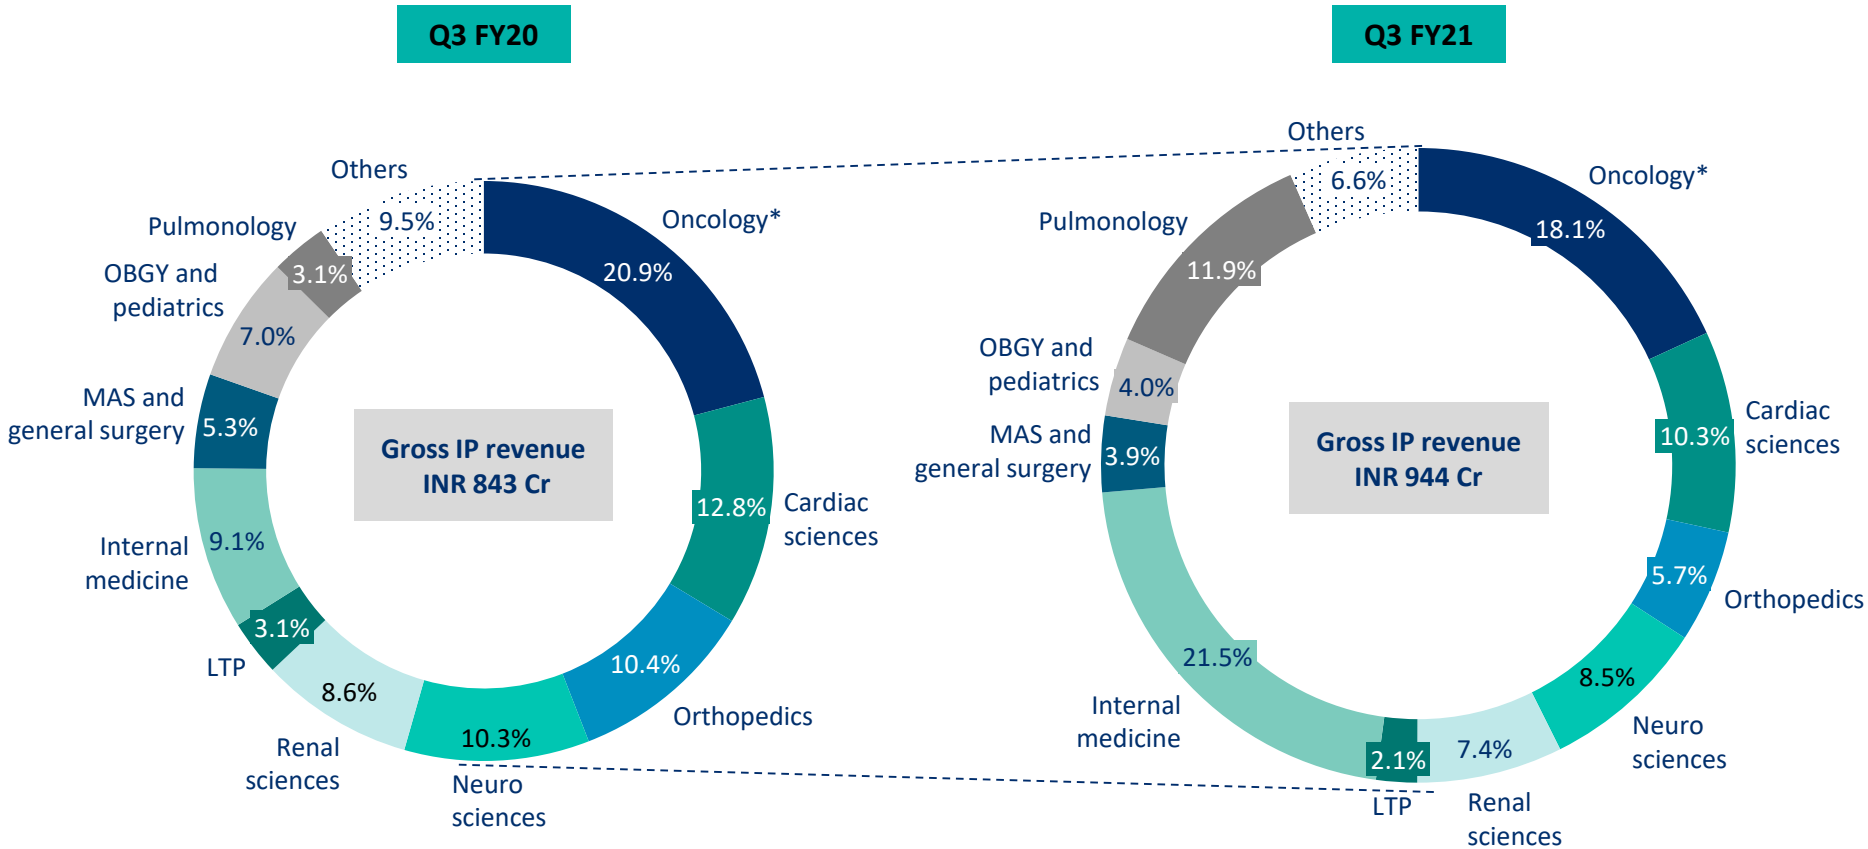 Q3 FY20
Others
9.5%
Oncology*
20.9%
Pulmonology
3.1%
OBGY and
pediatrics
7.0%
MAS and
general surgery
5.3%
Gross IP revenue
INR 843 Cr
Cardiac
sciences
12.8%
Internal
medicine
9.1%
LTP
3.1%
Renal
sciences
8.6%
Neuro
sciences
10.3%
Orthopedics
10.4%
Q3 FY21
Others
6.6%
Oncology*
18.1%
Pulmonology
11.9%
OBGY and
pediatrics
4.0%
MAS and
general surgery
3.9%
Gross IP revenue
INR 944 Cr
Cardiac
sciences
10.3%
Orthopedics
5.7%
Internal
medicine
21.5%
Neuro
sciences
8.5%
LTP
2.1%
Renal
sciences
7.4%